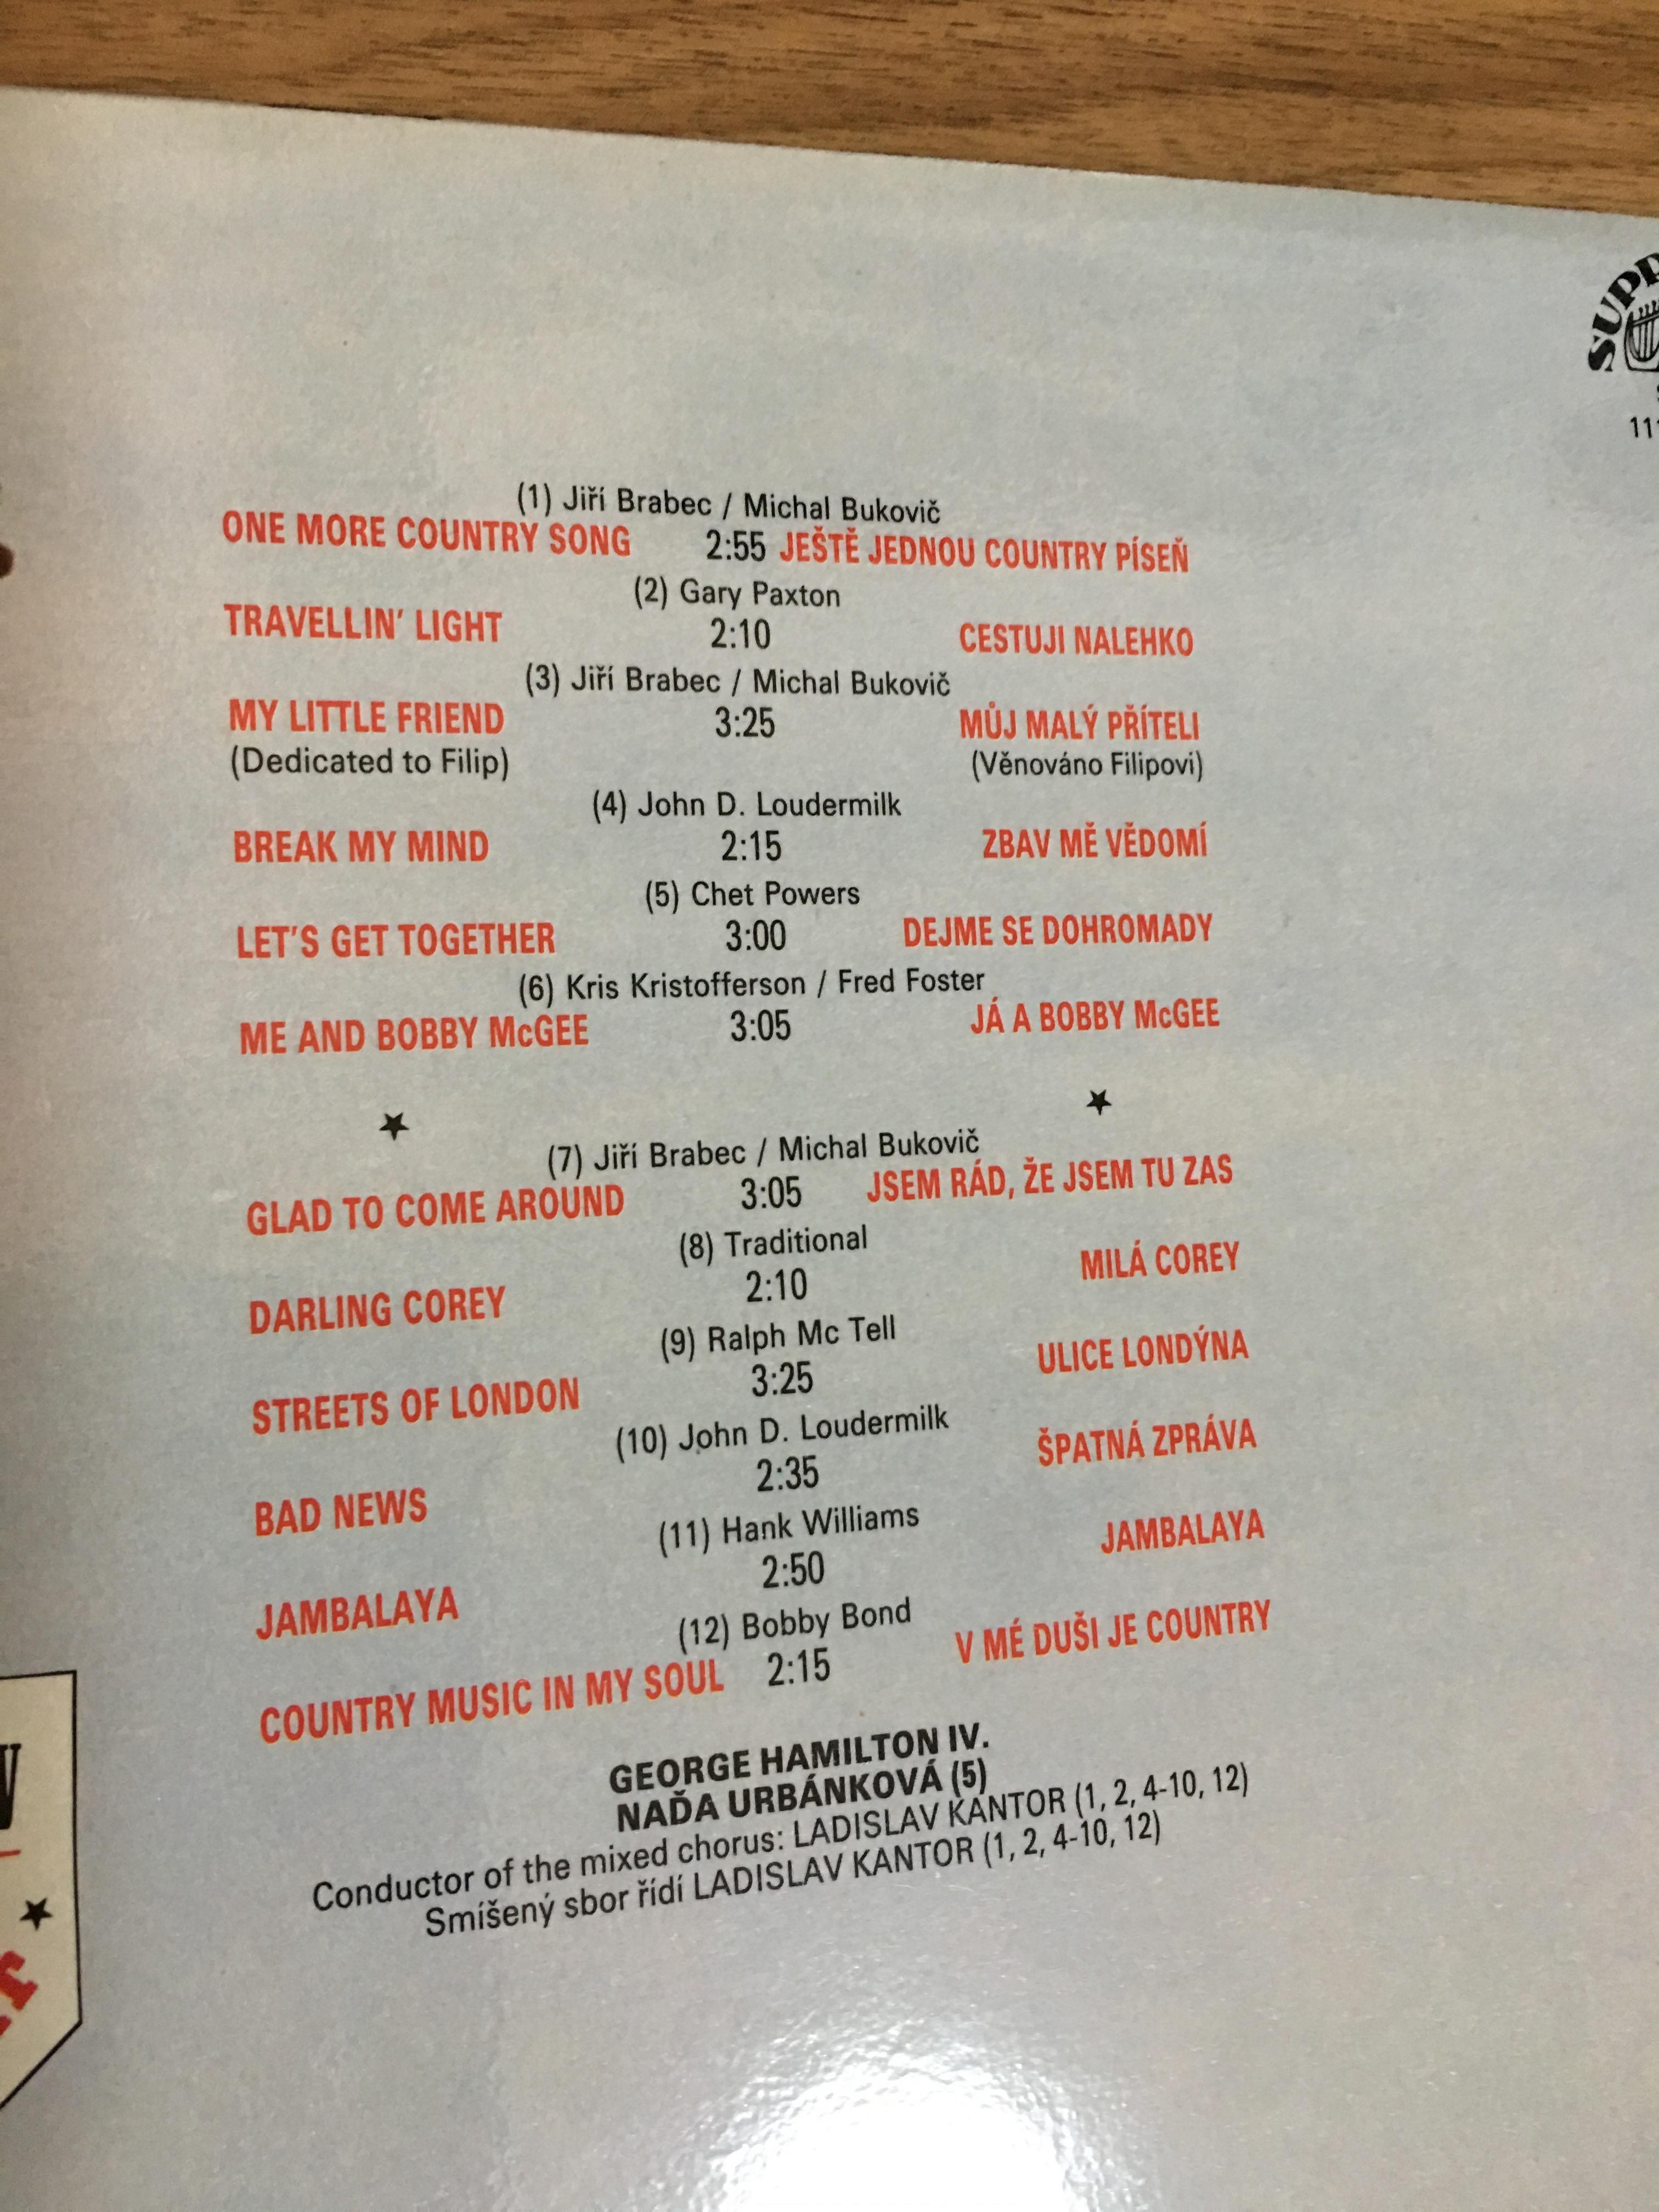 (1) Jiří Brabec / Michal Bukovič
ONE MORE COUNTRY SONG 2:55 JEŠTĚ JEDNOU COUNTRY PÍSEŇ
(2) Gary Paxton
TRAVELLIN' LIGHT 2:10 CESTUJI NALEHKO
(3) Jiří Brabec / Michal Bukovič
MY LITTLE FRIEND 3:25 MŮJ MALÝ PŘÍTELI
(Dedicated to Filip) (Věnováno Filipovi)
(4) John D. Loudermilk
BREAK MY MIND 2:15 ZBAV MĚ VĚDOMÍ
(5) Chet Powers
LET'S GET TOGETHER 3:00 DEJME SE DOHROMADY
(6) Kris Kristofferson / Fred Foster
ME AND BOBBY McGEE 3:05 JÁ A BOBBY McGEE
(7) Jiří Brabec / Michal Bukovič
GLAD TO COME AROUND 3:05 JSEM RÁD, ŽE JSEM TU ZAS
(8) Traditional
DARLING COREY 2:10 MILÁ COREY
(9) Ralph Mc Tell
STREETS OF LONDON 3:25 ULICE LONDÝNA
(10) John D. Loudermilk
BAD NEWS 2:35 ŠPATNÁ ZPRÁVA
(11) Hank Williams
JAMBALAYA 2:50 JAMBALAYA
(12) Bobby Bond
COUNTRY MUSIC IN MY SOUL 2:15 V MÉ DUŠI JE COUNTRY
GEORGE HAMILTON IV.
NAĎA URBÁNKOVÁ (5)
Conductor of the mixed chorus: LADISLAV KANTOR (1, 2, 4-10, 12)
Smíšený sbor řídí LADISLAV KANTOR (1, 2, 4-10, 12)